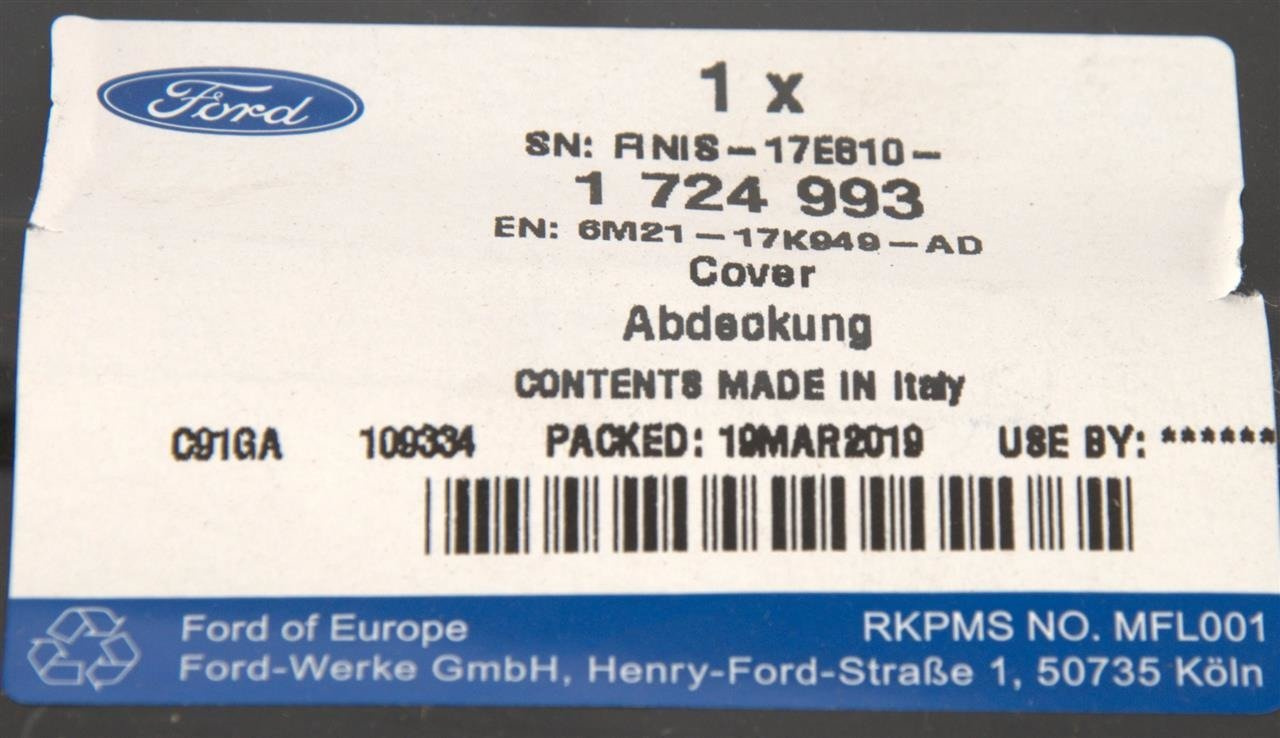 Ford
1 x
SN: FINIS-17E810-
1 724 993
EN: 6M21-17K949-AD
Cover
Abdeckung
CONTENTS MADE IN Italy
C91GA 109334 PACKED: 19MAR2019 USE BY: ******
Ford of Europe RKPMS NO. MFL001
Ford-Werke GmbH, Henry-Ford-Straße 1, 50735 Köln